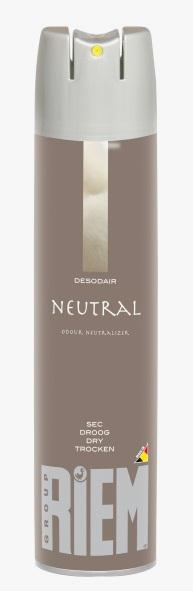 DESODAIR
NEUTRAL
ODOUR NEUTRALIZER
SEC
DROOG
DRY
TROCKEN
GROUP
RIEM